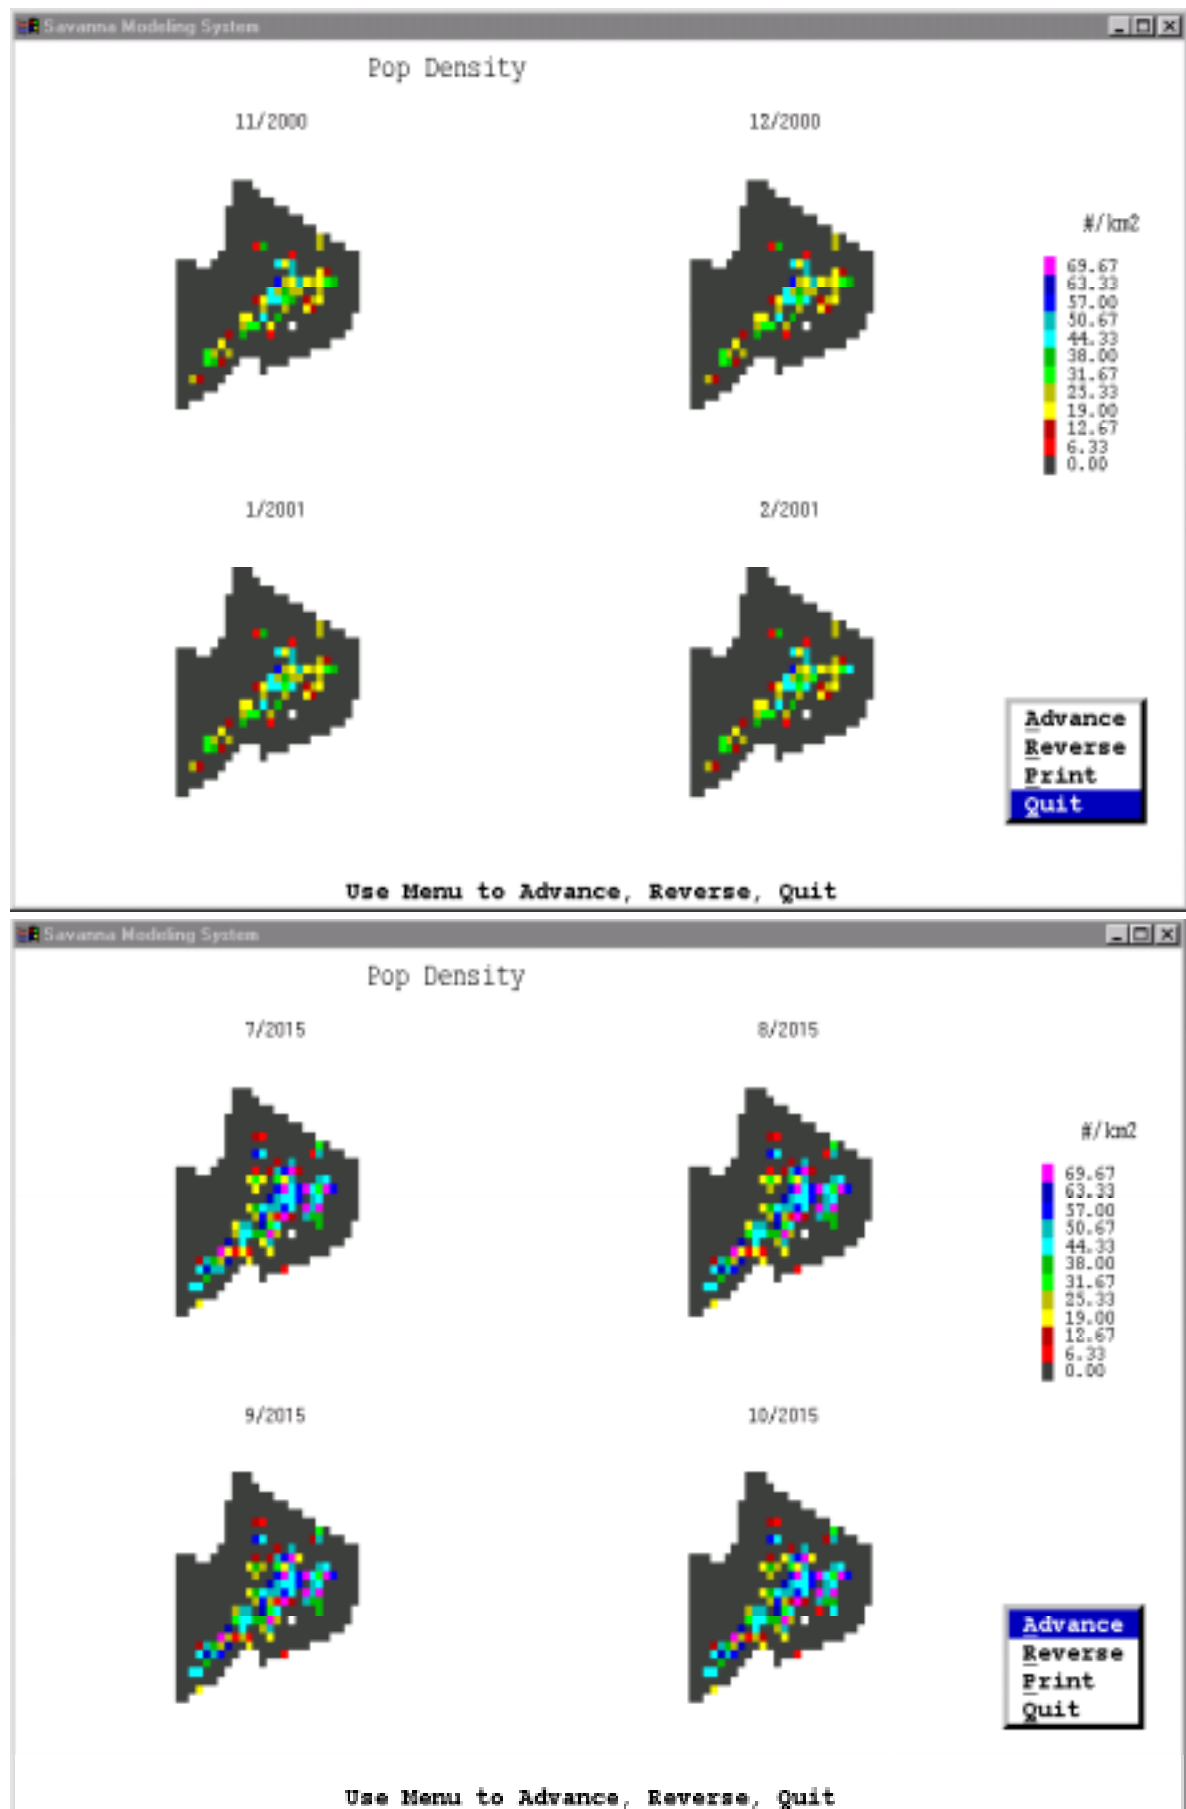 Savanna Modeling System
Pop Density
11/2000
12/2000
#/km2
69.67
63.33
57.00
50.67
44.33
38.00
31.67
25.33
19.00
12.67
6.33
0.00
1/2001
2/2001
Advance
Reverse
Print
Quit
Use Menu to Advance, Reverse, Quit
Savanna Modeling System
Pop Density
7/2015
8/2015
#/km2
69.67
63.33
57.00
50.67
44.33
38.00
31.67
25.33
19.00
12.67
6.33
0.00
9/2015
10/2015
Advance
Reverse
Print
Quit
Use Menu to Advance, Reverse, Quit